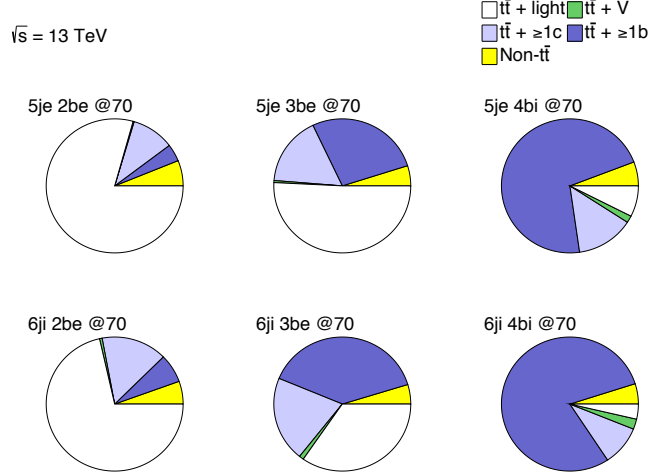 √s = 13 TeV
tt̄ + light tt̄ + V
tt̄ + ≥1c tt̄ + ≥1b
Non-tt̄
5je 2be @70 5je 3be @70 5je 4bi @70
6ji 2be @70 6ji 3be @70 6ji 4bi @70